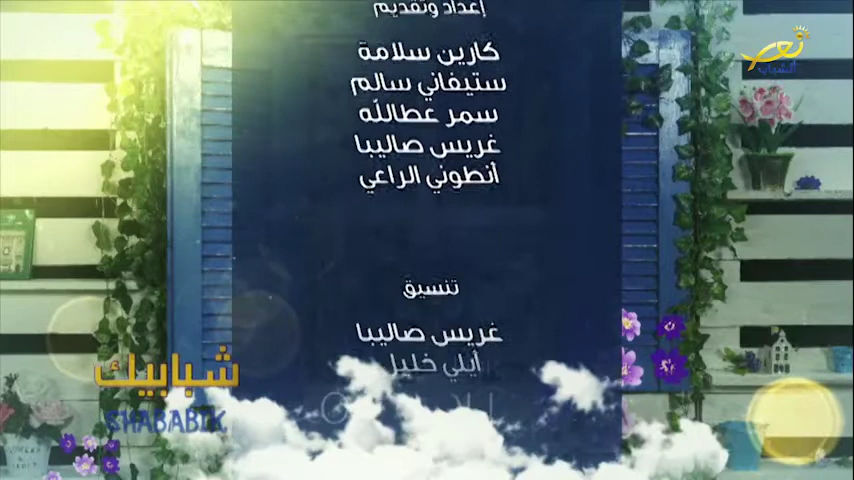 إعداد وتقديم
كارين سلامة
ستيفاني سالم
سمر عطالله
غريس صاليبا
أنطوني الراعي
تنسيق
غريس صاليبا
أيلي خليل
شبابيك
SHABABIK
الشباب